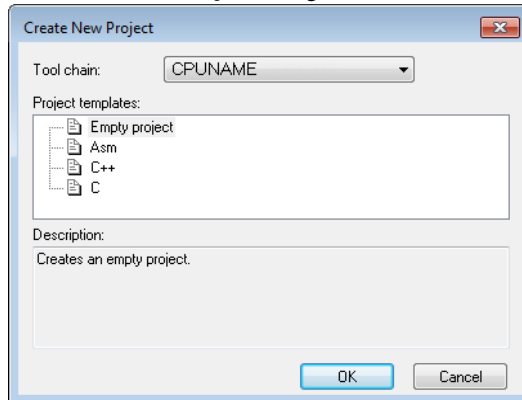 Create New Project
Tool chain: CPUNAME
Project templates:
Empty project
Asm
C++
C
Description:
Creates an empty project.
OK Cancel